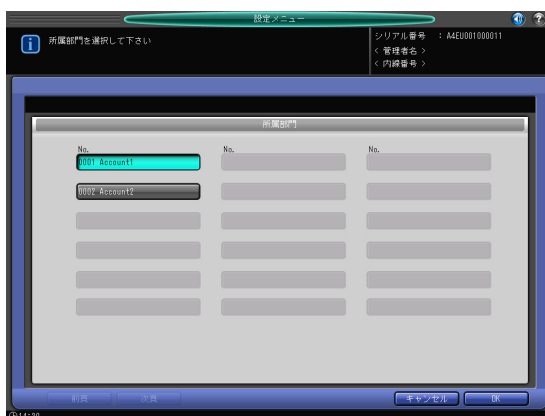 設定メニュー
所属部門を選択して下さい
シリアル番号 : A4EU001000011
< 管理者名 >
< 内線番号 >
所属部門
No. No. No.
0001 Account1
0002 Account2
前頁 次頁 キャンセル OK
14:30